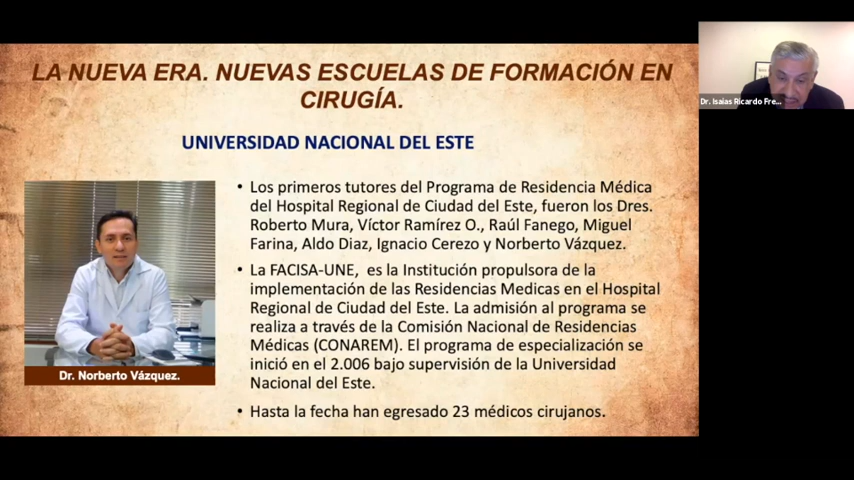 LA NUEVA ERA. NUEVAS ESCUELAS DE FORMACIÓN EN
CIRUGÍA.
UNIVERSIDAD NACIONAL DEL ESTE
• Los primeros tutores del Programa de Residencia Médica
del Hospital Regional de Ciudad del Este, fueron los Dres.
Roberto Mura, Víctor Ramírez O., Raúl Fanego, Miguel
Farina, Aldo Diaz, Ignacio Cerezo y Norberto Vázquez.
• La FACISA-UNE, es la Institución propulsora de la
implementación de las Residencias Medicas en el Hospital
Regional de Ciudad del Este. La admisión al programa se
realiza a través de la Comisión Nacional de Residencias
Médicas (CONAREM). El programa de especialización se
inició en el 2.006 bajo supervisión de la Universidad
Nacional del Este.
• Hasta la fecha han egresado 23 médicos cirujanos.
Dr. Norberto Vázquez.
Dr. Isaias Ricardo Fre...